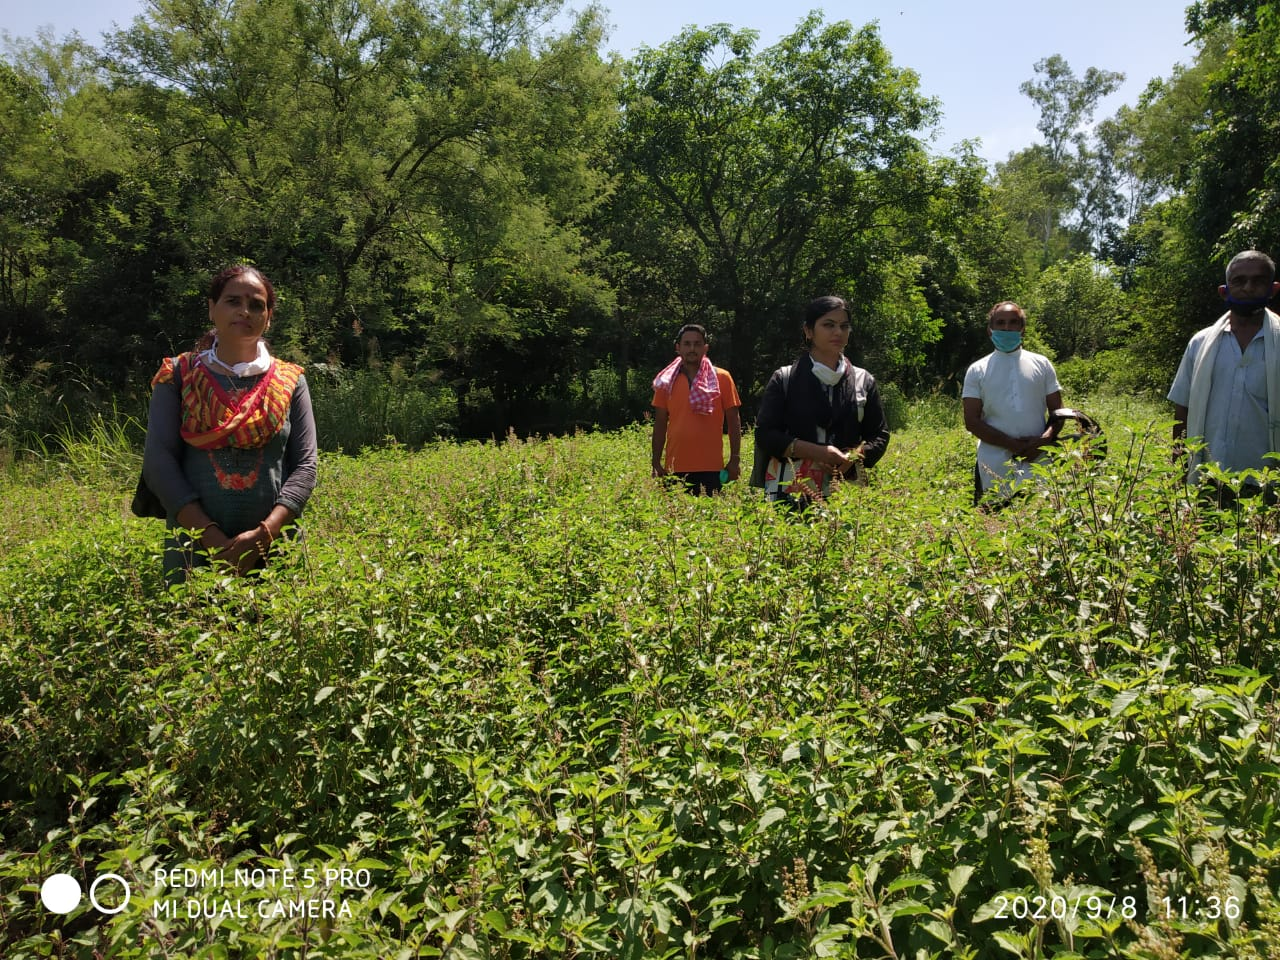 REDMI NOTE 5 PRO
MI DUAL CAMERA
2020/9/8 11:36